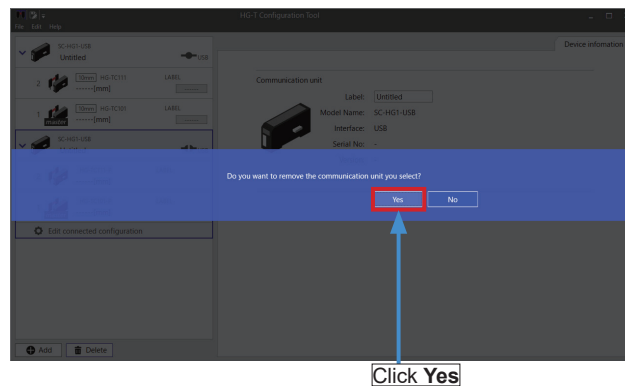 HG-T Configuration Tool
File Edit Help
SC-HG1-USB
Untitled
USB
2 10mm HG-TC111 LABEL
------[mm] ------
1 10mm HG-TC101 LABEL
master ------[mm] ------
SC-HG1-USB
Edit connected configuration
Add Delete
Device infomation
Communication unit
Label: Untitled
Model Name: SC-HG1-USB
Interface: USB
Serial No: -
Do you want to remove the communication unit you select?
Yes No
Click Yes